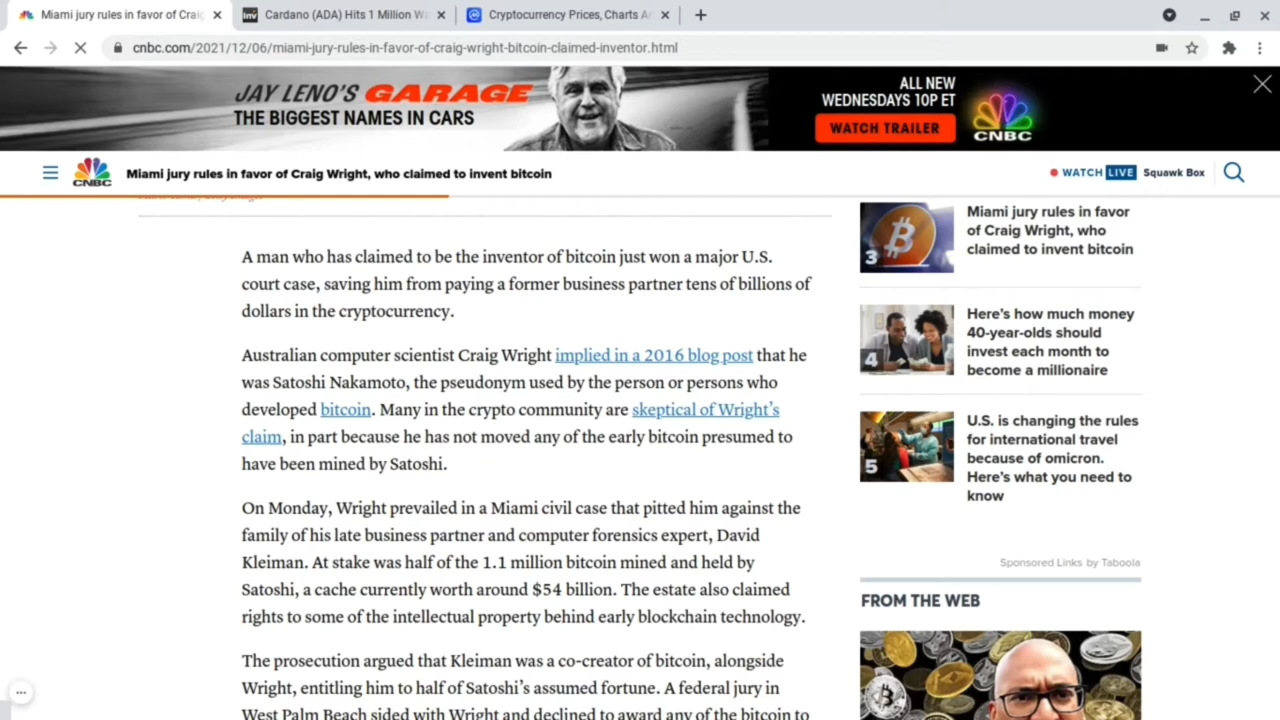 Miami jury rules in favor of Craig
Cardano (ADA) Hits 1 Million W
Cryptocurrency Prices, Charts A
cnbc.com/2021/12/06/miami-jury-rules-in-favor-of-craig-wright-bitcoin-claimed-inventor.html
JAY LENO'S GARAGE
THE BIGGEST NAMES IN CARS
ALL NEW
WEDNESDAYS 10P ET
WATCH TRAILER
CNBC
CNBC
Miami jury rules in favor of Craig Wright, who claimed to invent bitcoin
WATCH LIVE Squawk Box
A man who has claimed to be the inventor of bitcoin just won a major U.S.
court case, saving him from paying a former business partner tens of billions of
dollars in the cryptocurrency.
Australian computer scientist Craig Wright implied in a 2016 blog post that he
was Satoshi Nakamoto, the pseudonym used by the person or persons who
developed bitcoin. Many in the crypto community are skeptical of Wright's
claim, in part because he has not moved any of the early bitcoin presumed to
have been mined by Satoshi.
On Monday, Wright prevailed in a Miami civil case that pitted him against the
family of his late business partner and computer forensics expert, David
Kleiman. At stake was half of the 1.1 million bitcoin mined and held by
Satoshi, a cache currently worth around $54 billion. The estate also claimed
rights to some of the intellectual property behind early blockchain technology.
The prosecution argued that Kleiman was a co-creator of bitcoin, alongside
Wright, entitling him to half of Satoshi's assumed fortune. A federal jury in
West Palm Beach sided with Wright and declined to award any of the bitcoin to
3
Miami jury rules in favor
of Craig Wright, who
claimed to invent bitcoin
4
Here's how much money
40-year-olds should
invest each month to
become a millionaire
5
U.S. is changing the rules
for international travel
because of omicron.
Here's what you need to
know
Sponsored Links by Taboola
FROM THE WEB